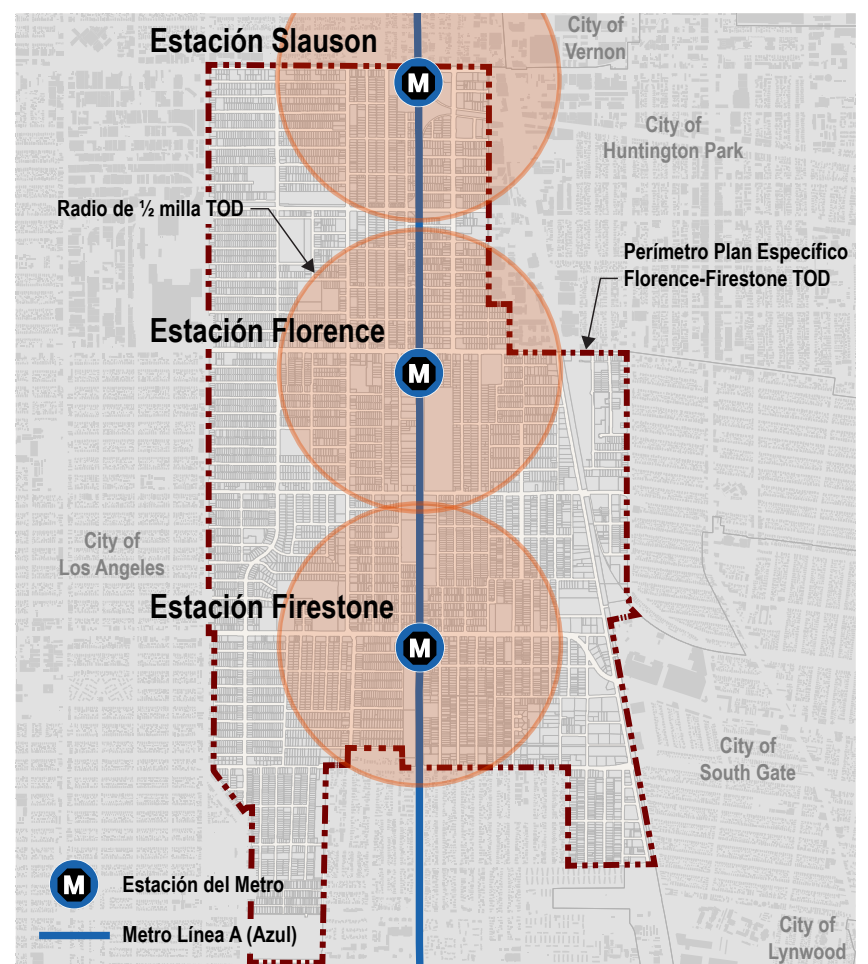 Estación Slauson
City of
Vernon
M
City of
Huntington Park
Radio de ½ milla TOD
Perímetro Plan Específico
Florence-Firestone TOD
Estación Florence
M
City of
Los Angeles
Estación Firestone
M
City of
South Gate
M
Estación del Metro
Metro Línea A (Azul)
City of
Lynwood